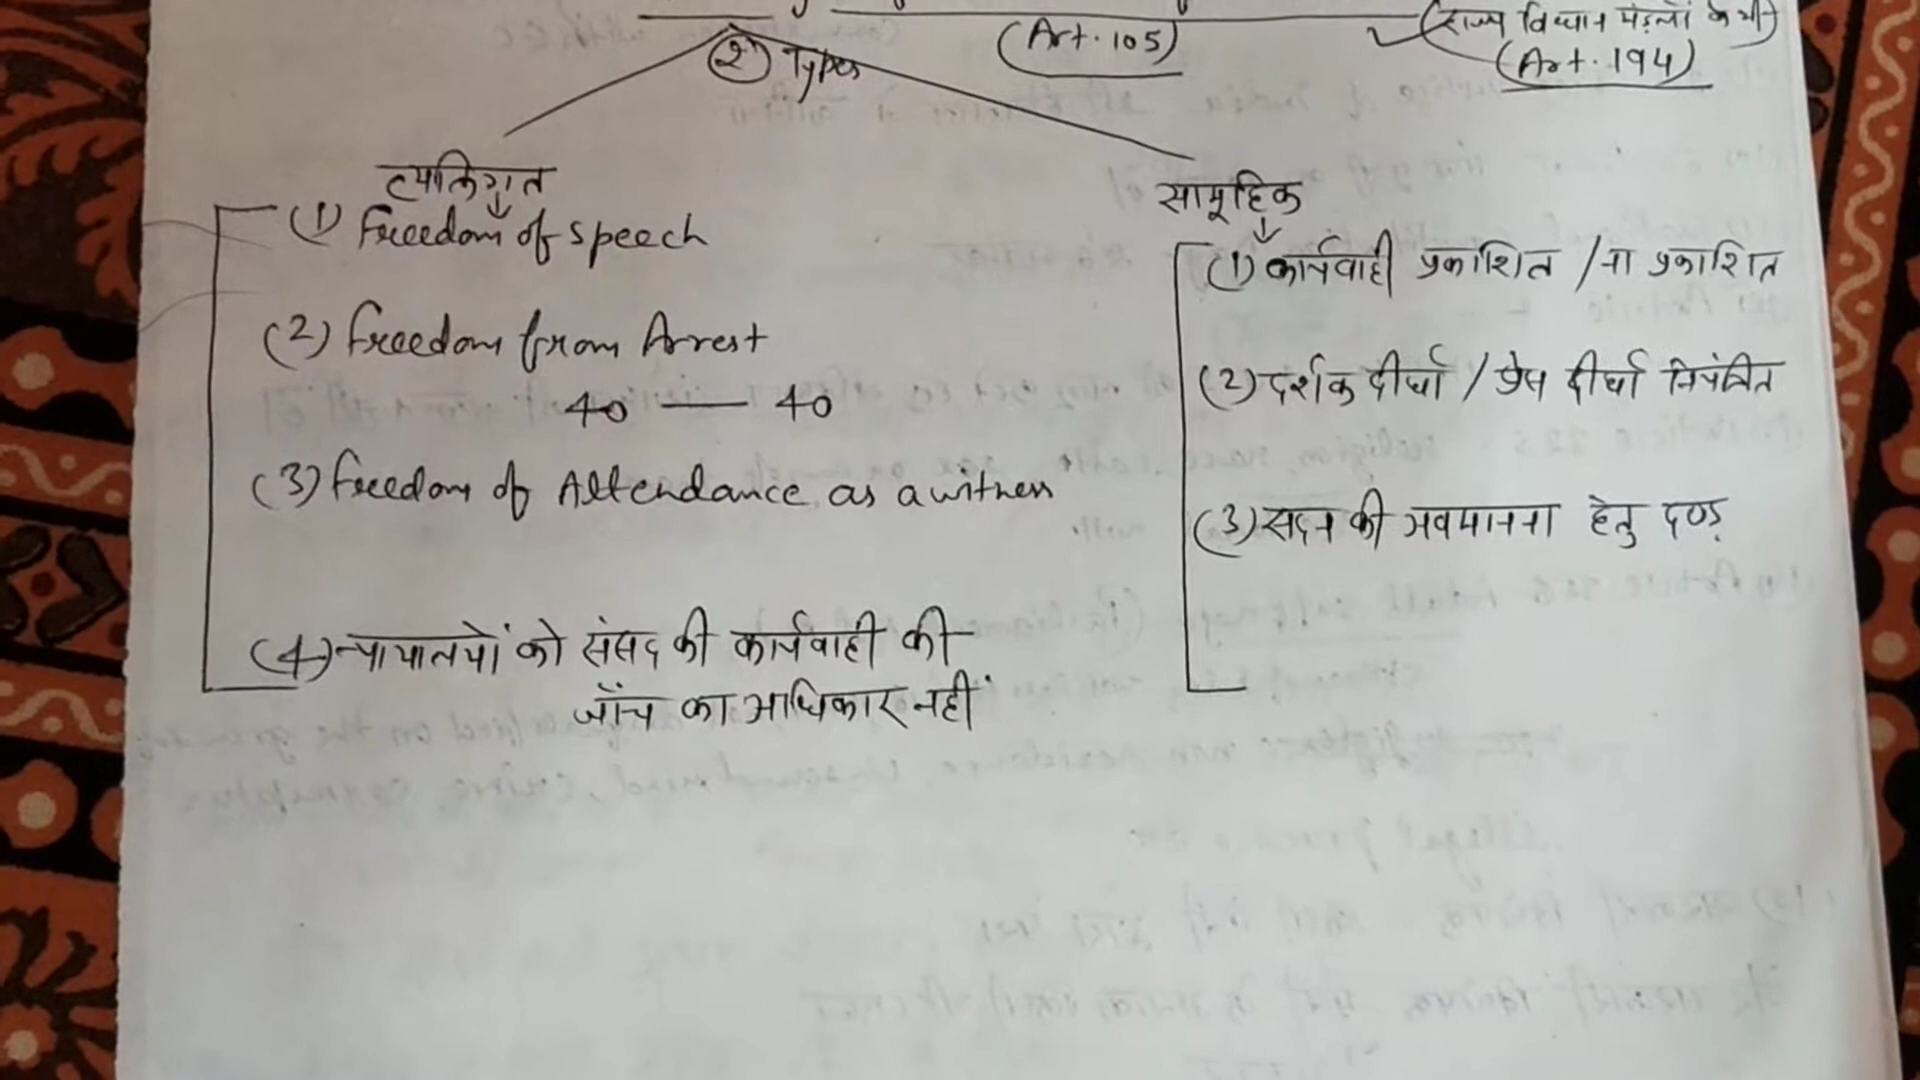 (Art. 105)
(राज्य विधान मंडलों के भी)
(Art. 194)
② Types
व्यक्तिगत
सामूहिक
(1) Freedom of speech
(1) कार्यवाही प्रकाशित / ना प्रकाशित
(2) freedom from Arrest
40 — 40
(2) दर्शक दीर्घा / प्रेस दीर्घा नियंत्रित
(3) freedom of Attendance as a witness
(3) सदन की अवमानना हेतु दण्ड
(4) न्यायालयों को संसद की कार्यवाही की
जाँच का अधिकार नहीं